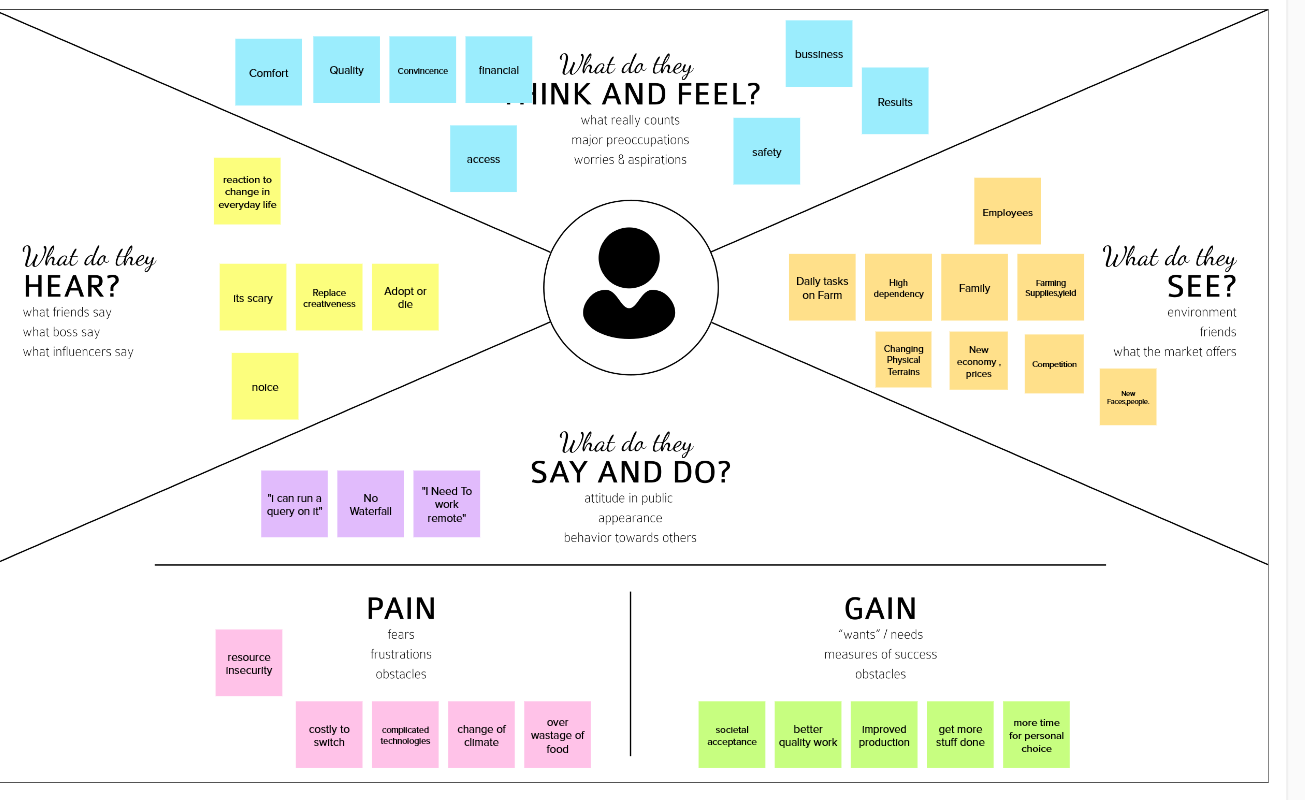 Comfort
Quality
Convincence
financial
What do they
THINK AND FEEL?
what really counts
major preoccupations
worries & aspirations
access
bussiness
Results
safety
What do they
HEAR?
what friends say
what boss say
what influencers say
reaction to
change in
everyday life
its scary
Replace
creativeness
Adopt or
die
noice
Employees
Daily tasks
on Farm
High
dependency
Family
Farming
Supplies,yield
Changing
Physical
Terrains
New
economy ,
prices
Competition
New
Faces,people.
What do they
SEE?
environment
friends
what the market offers
What do they
SAY AND DO?
attitude in public
appearance
behavior towards others
"I can run a
query on it"
No
Waterfall
"I Need To
work
remote"
PAIN
fears
frustrations
obstacles
resource
insecurity
costly to
switch
complicated
technologies
change of
climate
over
wastage of
food
GAIN
"wants" / needs
measures of success
obstacles
societal
acceptance
better
quality work
improved
production
get more
stuff done
more time
for personal
choice